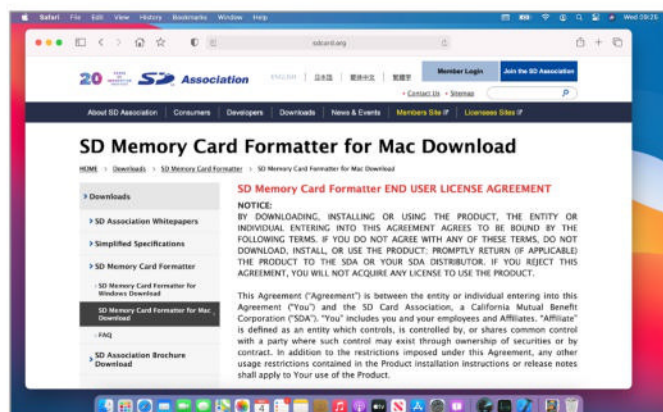 Safari File Edit View History Bookmarks Window Help
Wed 09:25
sdcard.org
20 SD Association
ENGLISH | 日本語 | 简体中文 | 繁體字
Member Login
Join the SD Association
• Contact Us • Sitemap
About SD Association | Consumers | Developers | Downloads | News & Events | Members Site | Licensees Sites
SD Memory Card Formatter for Mac Download
HOME > Downloads > SD Memory Card Formatter > SD Memory Card Formatter for Mac Download
Downloads
SD Association Whitepapers
Simplified Specifications
SD Memory Card Formatter
SD Memory Card Formatter for
Windows Download
SD Memory Card Formatter for Mac
Download
FAQ
SD Association Brochure
Download
SD Memory Card Formatter END USER LICENSE AGREEMENT
NOTICE:
BY DOWNLOADING, INSTALLING OR USING THE PRODUCT, THE ENTITY OR
INDIVIDUAL ENTERING INTO THIS AGREEMENT AGREES TO BE BOUND BY THE
FOLLOWING TERMS. IF YOU DO NOT AGREE WITH ANY OF THESE TERMS, DO NOT
DOWNLOAD, INSTALL, OR USE THE PRODUCT; PROMPTLY RETURN (IF APPLICABLE)
THE PRODUCT TO THE SDA OR YOUR SDA DISTRIBUTOR. IF YOU REJECT THIS
AGREEMENT, YOU WILL NOT ACQUIRE ANY LICENSE TO USE THE PRODUCT.
This Agreement ("Agreement") is between the entity or individual entering into this
Agreement ("You") and the SD Card Association, a California Mutual Benefit
Corporation ("SDA"). "You" includes you and your employees and Affiliates. "Affiliate"
is defined as an entity which controls, is controlled by, or shares common control
with a party where such control may exist through ownership of securities or by
contract. In addition to the restrictions imposed under this Agreement, any other
usage restrictions contained in the Product installation instructions or release notes
shall apply to Your use of the Product.
4
tv